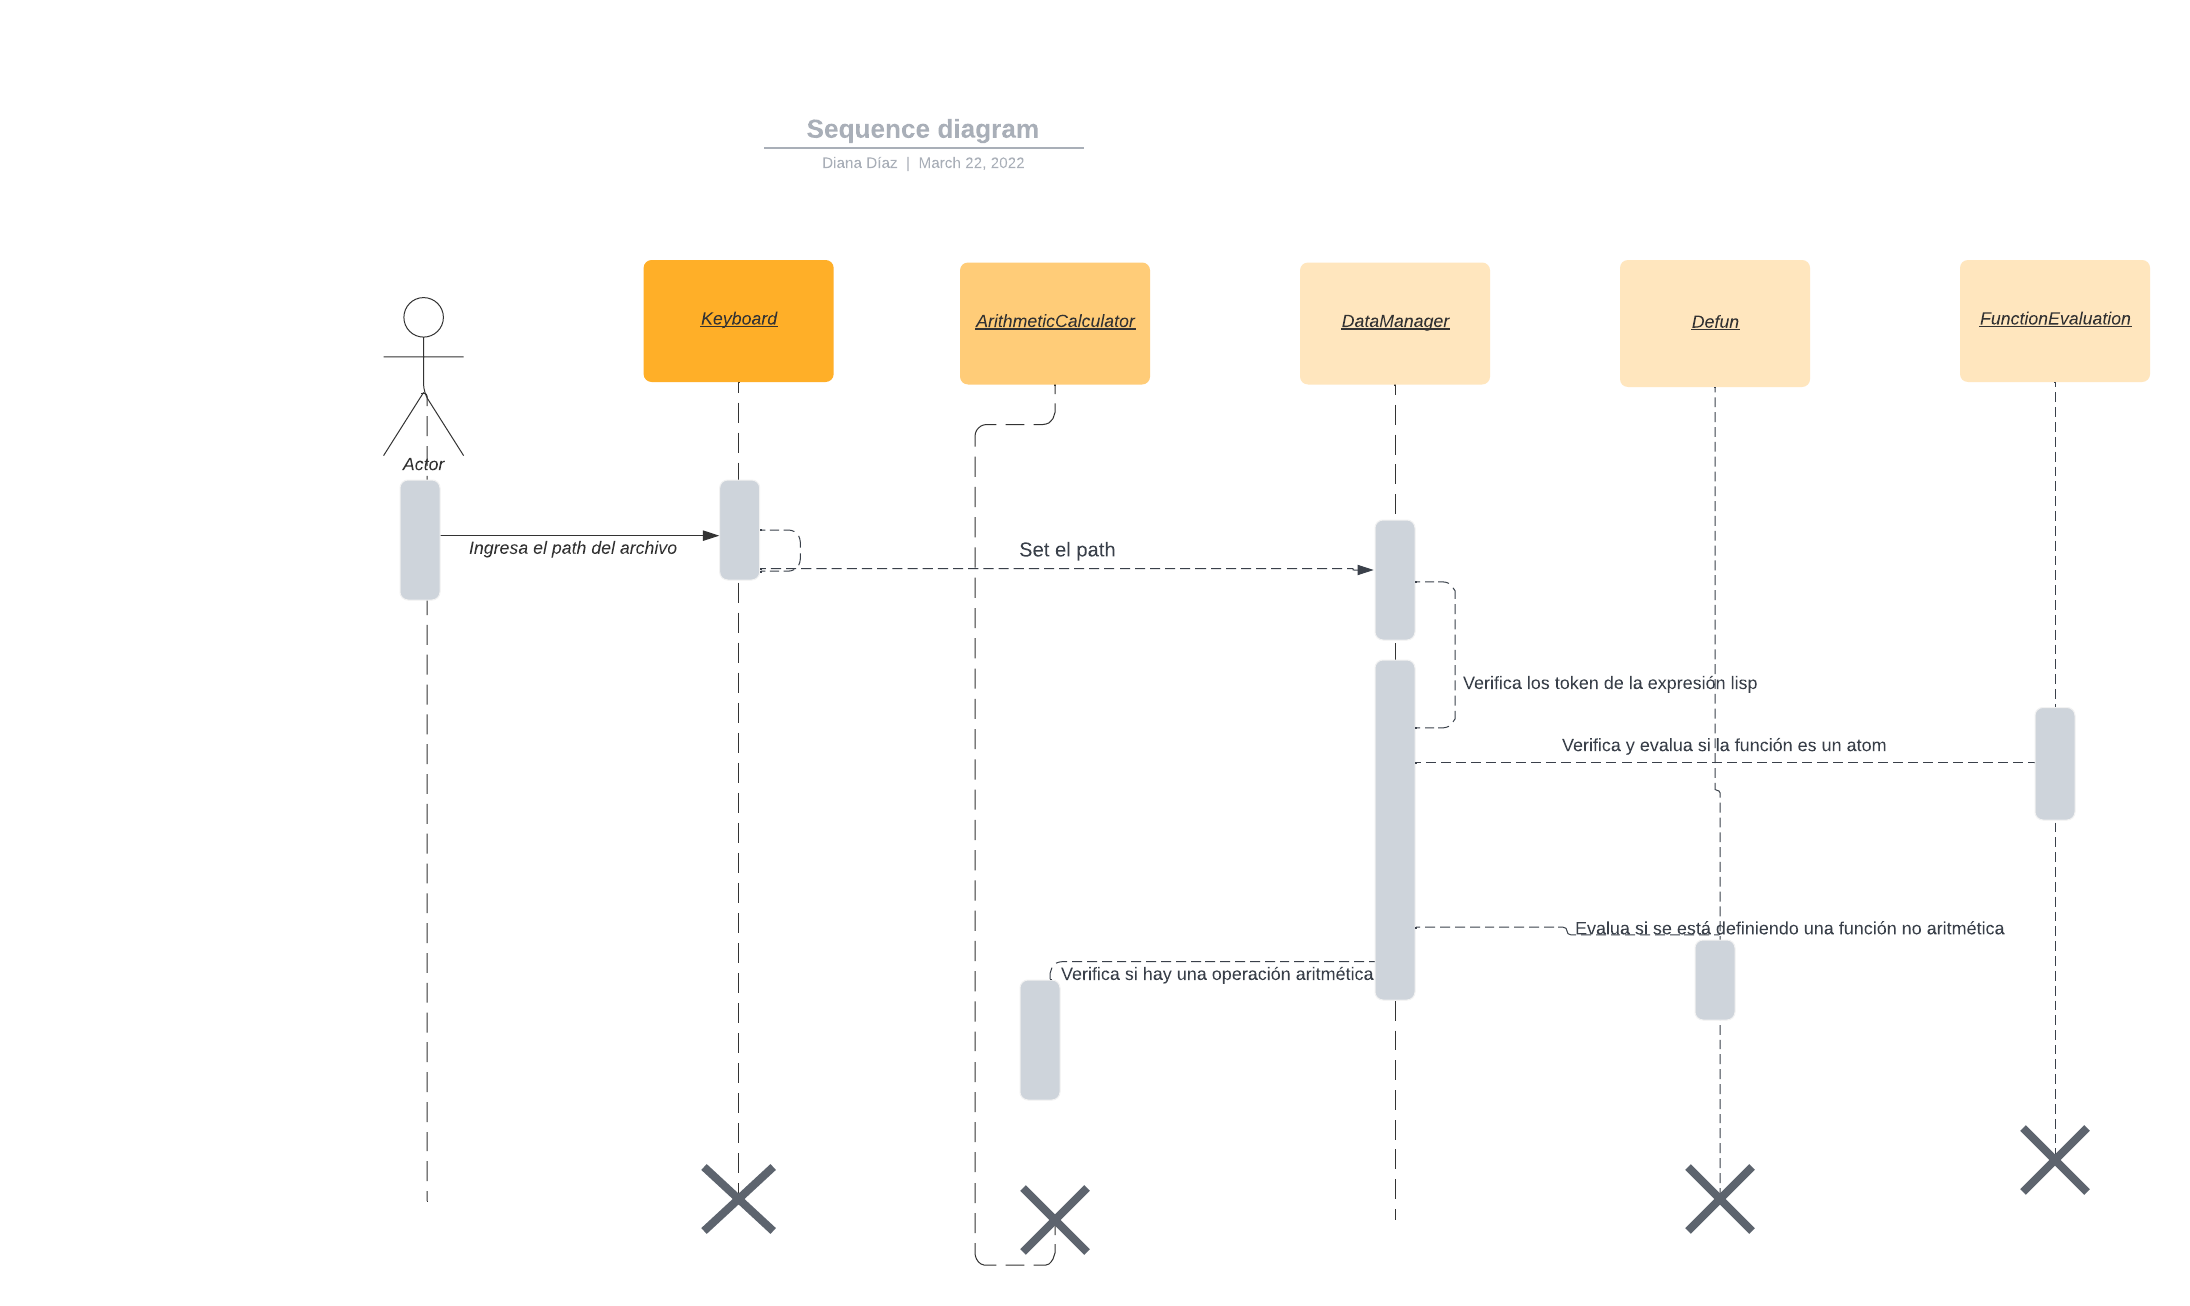 Sequence diagram
Diana Díaz | March 22, 2022
Keyboard
ArithmeticCalculator
DataManager
Defun
FunctionEvaluation
Actor
Ingresa el path del archivo
Set el path
Verifica los token de la expresión lisp
Verifica y evalua si la función es un atom
Evalua si se está definiendo una función no aritmética
Verifica si hay una operación aritmética